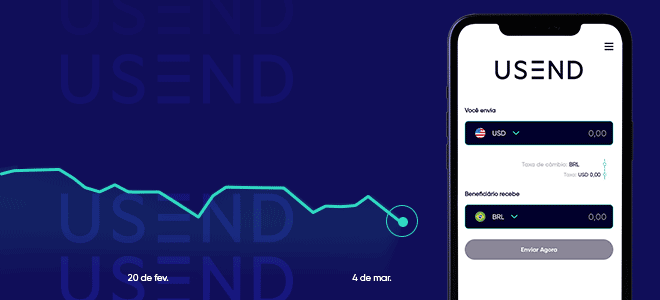 USEND
USEND
USEND
USEND
20 de fev.
4 de mar.
USEND
Você envia
USD
0,00
Taxa de câmbio: BRL
Taxa: USD 0,00
Beneficiário recebe
BRL
0,00
Enviar Agora